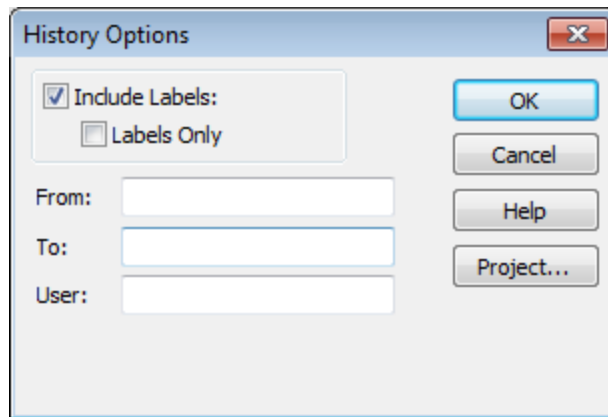 History Options
Include Labels:
Labels Only
From:
To:
User:
OK
Cancel
Help
Project...